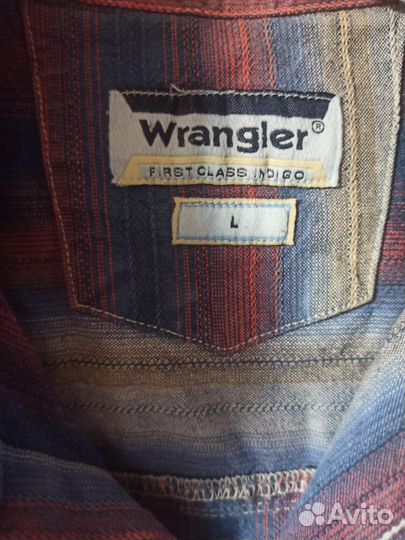 Wrangler®
FIRST CLASS INDIGO
L
Avito